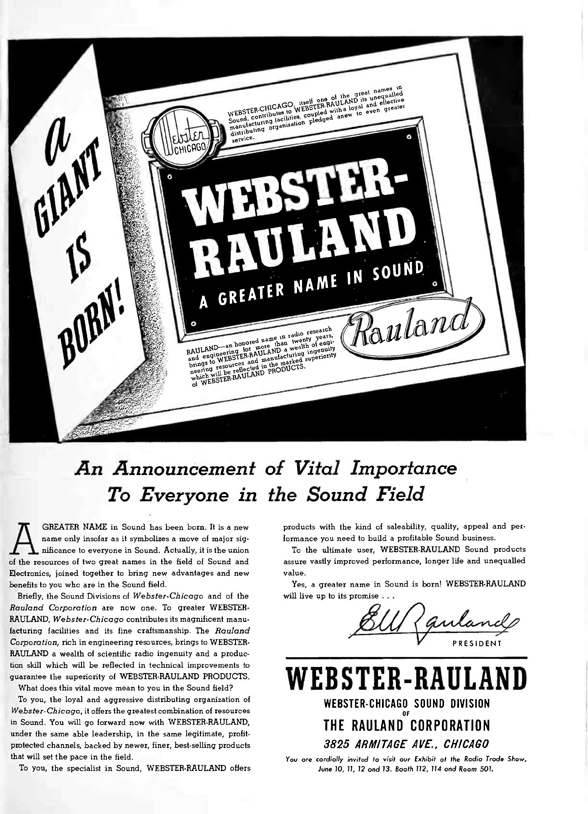 A
GIANT
IS
BORN!
Webster
CHICAGO
WEBSTER-CHICAGO, itself one of the great names in
Sound, contributes to WEBSTER-RAULAND its unequalled
manufacturing facilities, coupled with a loyal and effective
distributing organization pledged anew to even greater
service.
WEBSTER-
RAULAND
A GREATER NAME IN SOUND
RAULAND—an honored name in radio research
and engineering for more than twenty years,
brings to WEBSTER-RAULAND a wealth of engi-
neering resources and manufacturing ingenuity
which will be reflected in the marked superiority
of WEBSTER-RAULAND PRODUCTS.
Rauland
An Announcement of Vital Importance
To Everyone in the Sound Field
A GREATER NAME in Sound has been born. It is a new
name only insofar as it symbolizes a move of major sig-
nificance to everyone in Sound. Actually, it is the union
of the resources of two great names in the field of Sound and
Electronics, joined together to bring new advantages and new
benefits to you who are in the Sound field.
Briefly, the Sound Divisions of Webster-Chicago and of the
Rauland Corporation are now one. To greater WEBSTER-
RAULAND, Webster-Chicago contributes its magnificent manu-
facturing facilities and its fine craftsmanship. The Rauland
Corporation, rich in engineering resources, brings to WEBSTER-
RAULAND a wealth of scientific radio ingenuity and a produc-
tion skill which will be reflected in technical improvements to
guarantee the superiority of WEBSTER-RAULAND PRODUCTS.
What does this vital move mean to you in the Sound field?
To you, the loyal and aggressive distributing organization of
Webster-Chicago, it offers the greatest combination of resources
in Sound. You will go forward now with WEBSTER-RAULAND,
under the same able leadership, in the same legitimate, profit-
protected channels, backed by newer, finer, best-selling products
that will set the pace in the field.
To you, the specialist in Sound, WEBSTER-RAULAND offers
products with the kind of saleability, quality, appeal and per-
formance you need to build a profitable Sound business.
To the ultimate user, WEBSTER-RAULAND Sound products
assure vastly improved performance, longer life and unequalled
value.
Yes, a greater name in Sound is born! WEBSTER-RAULAND
will live up to its promise . . .
EW Rauland
PRESIDENT
WEBSTER-RAULAND
WEBSTER-CHICAGO SOUND DIVISION
OF
THE RAULAND CORPORATION
3825 ARMITAGE AVE., CHICAGO
You are cordially invited to visit our Exhibit at the Radio Trade Show,
June 10, 11, 12 and 13. Booth 112, 114 and Room 501.